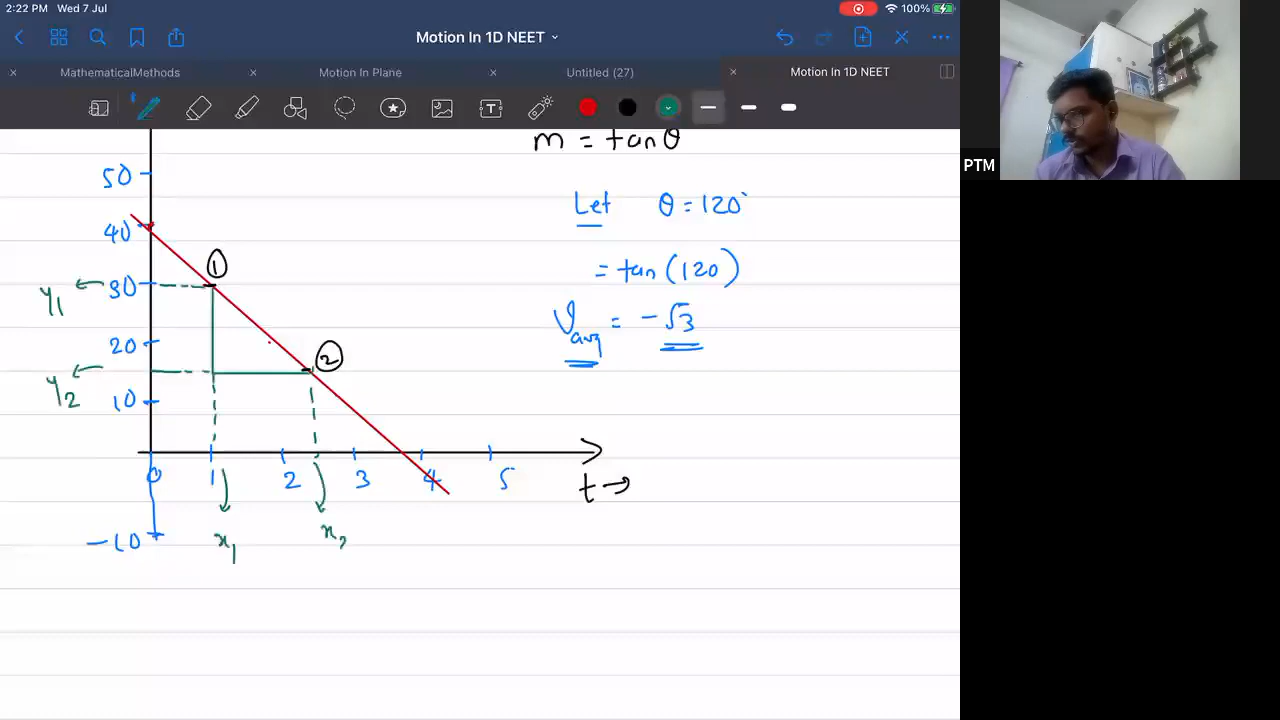 2:22 PM Wed 7 Jul
100%
Motion In 1D NEET
MathematicalMethods
Motion In Plane
Untitled (27)
Motion In 1D NEET
PTM
m = tanθ
50
Let θ = 120°
40
①
= tan (120)
y1 ← 30
Vavg = -√3
20
②
y2 ←
10
0 1 2 3 4 5
t →
-10
x1 x2